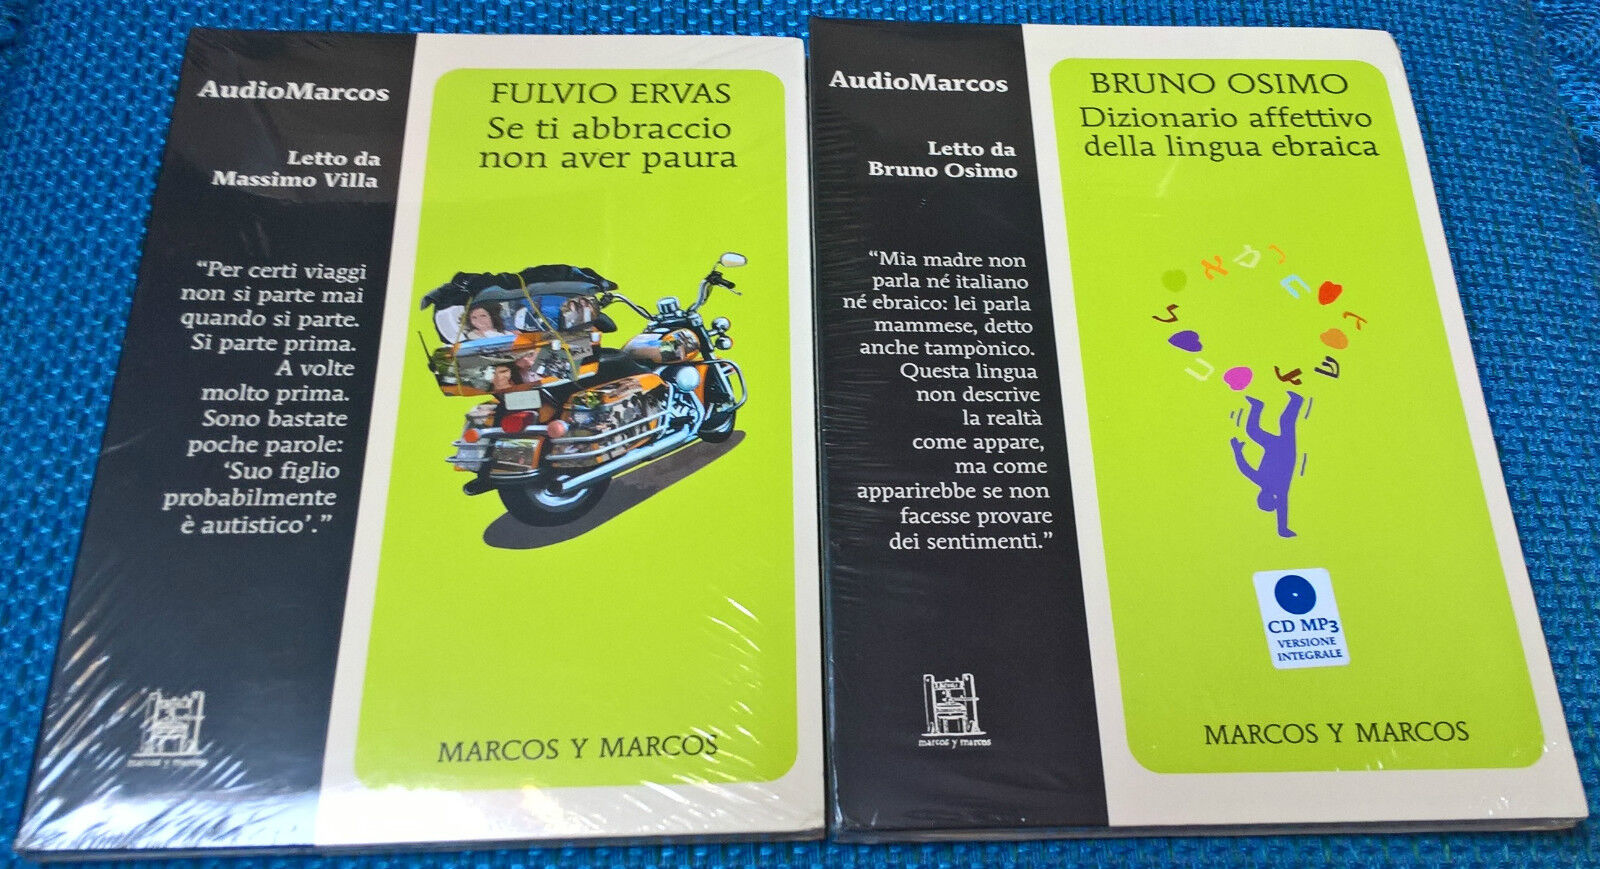 AudioMarcos
Letto da
Massimo Villa
“Per certi viaggi
non si parte mai
quando si parte.
Si parte prima.
A volte
molto prima.
Sono bastate
poche parole:
‘Suo figlio
probabilmente
è autistico’.”
marcos y marcos
FULVIO ERVAS
Se ti abbraccio
non aver paura
MARCOS Y MARCOS
AudioMarcos
Letto da
Bruno Osimo
“Mia madre non
parla né italiano
né ebraico: lei parla
mammese, detto
anche tampònico.
Questa lingua
non descrive
la realtà
come appare,
ma come
apparirebbe se non
facesse provare
dei sentimenti.”
marcos y marcos
BRUNO OSIMO
Dizionario affettivo
della lingua ebraica
CD MP3
VERSIONE
INTEGRALE
MARCOS Y MARCOS